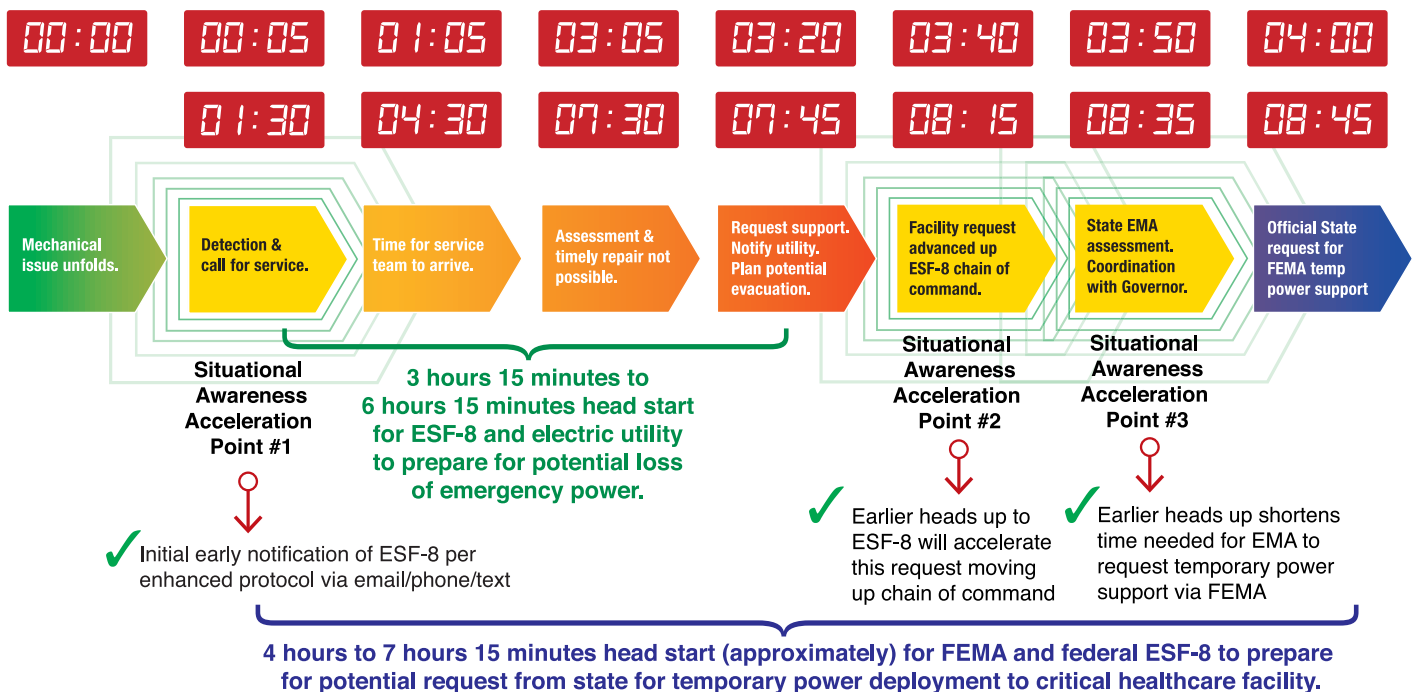 00:00 00:05 01:05 03:05 03:20 03:40 03:50 04:00
01:30 04:30 07:30 07:45 08:15 08:35 08:45
Mechanical
issue unfolds.
Detection &
call for service.
Time for service
team to arrive.
Assessment &
timely repair not
possible.
Request support.
Notify utility.
Plan potential
evacuation.
Facility request
advanced up
ESF-8 chain of
command.
State EMA
assessment.
Coordination
with Governor.
Official State
request for
FEMA temp
power support
Situational
Awareness
Acceleration
Point #1
3 hours 15 minutes to
6 hours 15 minutes head start
for ESF-8 and electric utility
to prepare for potential loss
of emergency power.
Situational
Awareness
Acceleration
Point #2
Situational
Awareness
Acceleration
Point #3
Initial early notification of ESF-8 per
enhanced protocol via email/phone/text
Earlier heads up to
ESF-8 will accelerate
this request moving
up chain of command
Earlier heads up shortens
time needed for EMA to
request temporary power
support via FEMA
4 hours to 7 hours 15 minutes head start (approximately) for FEMA and federal ESF-8 to prepare
for potential request from state for temporary power deployment to critical healthcare facility.